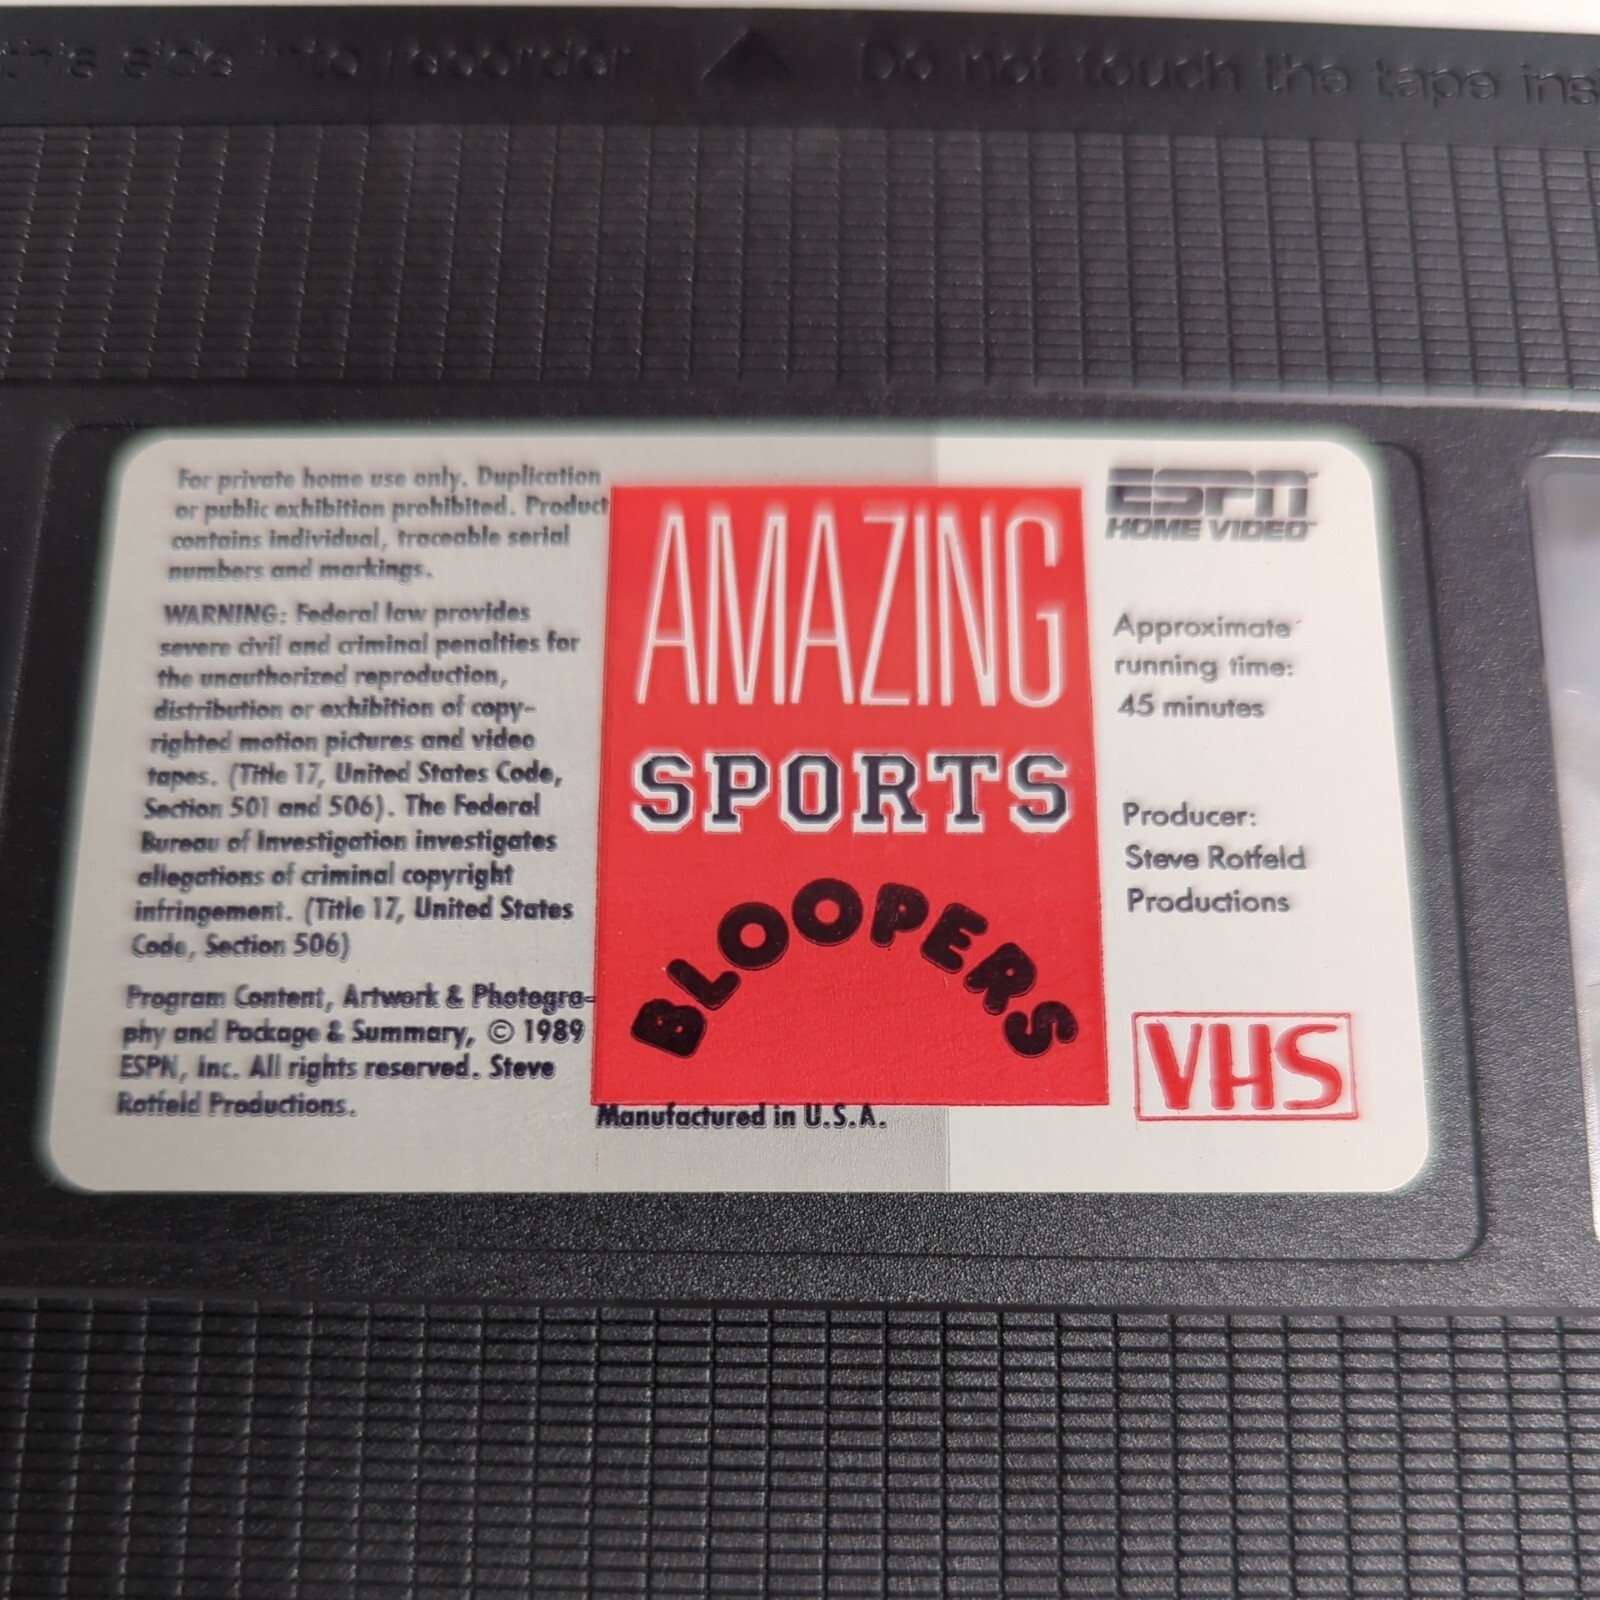 this side into recorder Do not touch the tape insi
For private home use only. Duplication
or public exhibition prohibited. Product
contains individual, traceable serial
numbers and markings.
WARNING: Federal law provides
severe civil and criminal penalties for
the unauthorized reproduction,
distribution or exhibition of copy-
righted motion pictures and video
tapes. (Title 17, United States Code,
Section 501 and 506). The Federal
Bureau of Investigation investigates
allegations of criminal copyright
infringement. (Title 17, United States
Code, Section 506)
Program Content, Artwork & Photogra-
phy and Package & Summary, © 1989
ESPN, Inc. All rights reserved. Steve
Rotfeld Productions.
AMAZING
SPORTS
BLOOPERS
Manufactured in U.S.A.
ESPN™
HOME VIDEO™
Approximate
running time:
45 minutes
Producer:
Steve Rotfeld
Productions
VHS